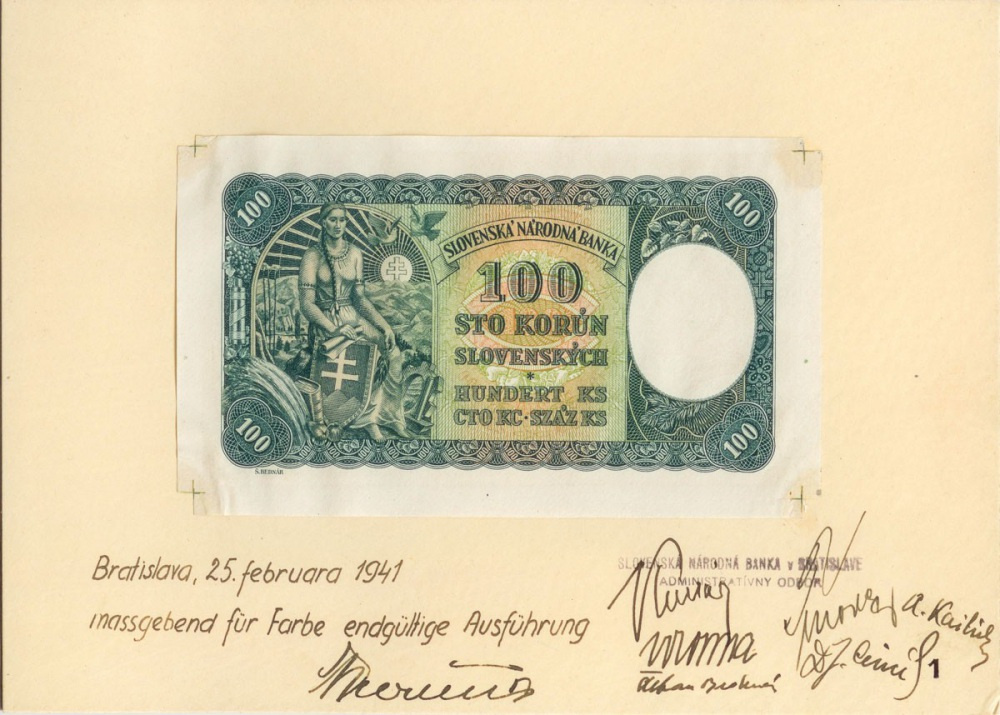 100 100
SLOVENSKÁ NÁRODNÁ BANKA
100
STO KORÚN
SLOVENSKÝCH
*
HUNDERT KS
СТО КС · SZÁZ KS
100 100
Š. BEDNÁR
Bratislava, 25. februara 1941
massgebend für Farbe endgültige Ausführung
SLOVENSKÁ NÁRODNÁ BANKA v BRATISLAVE
ADMINISTRATÍVNY ODBOR
1